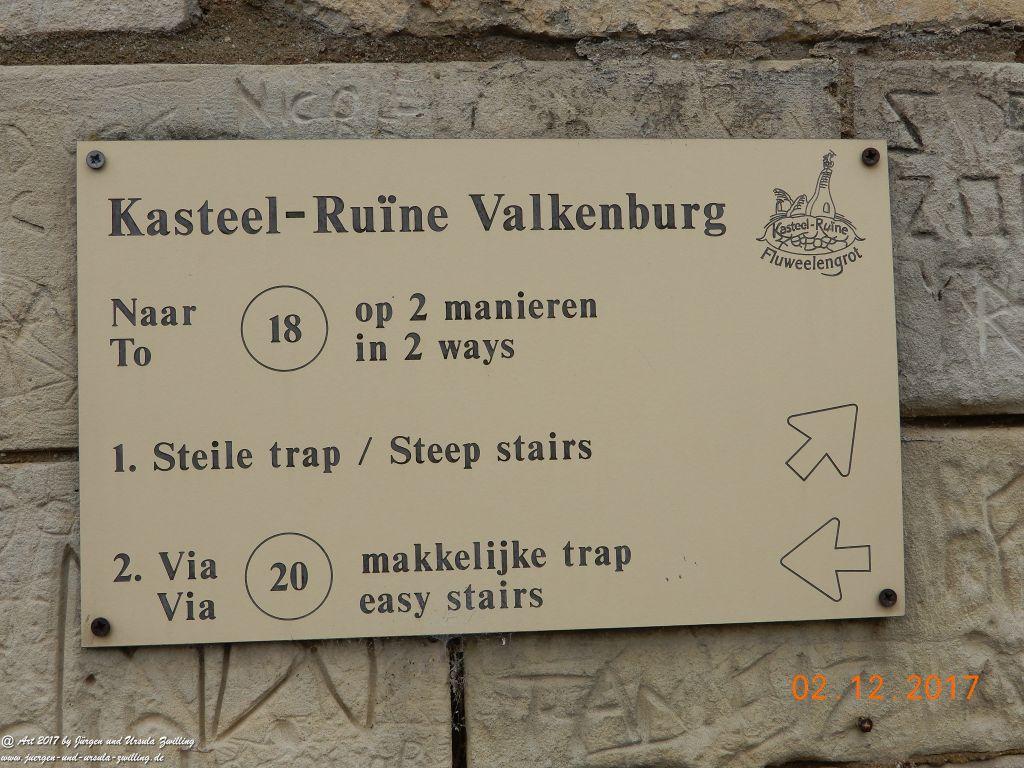 NICOLE
Kasteel-Ruïne Valkenburg
Kasteel-Ruïne
Fluweelengrot
Naar 18 op 2 manieren
To in 2 ways
1. Steile trap / Steep stairs
2. Via 20 makkelijke trap
Via easy stairs
02.12.2017
@ Art 2017 by Jürgen und Ursula Zwilling
www.juergen-und-ursula-zwilling.de